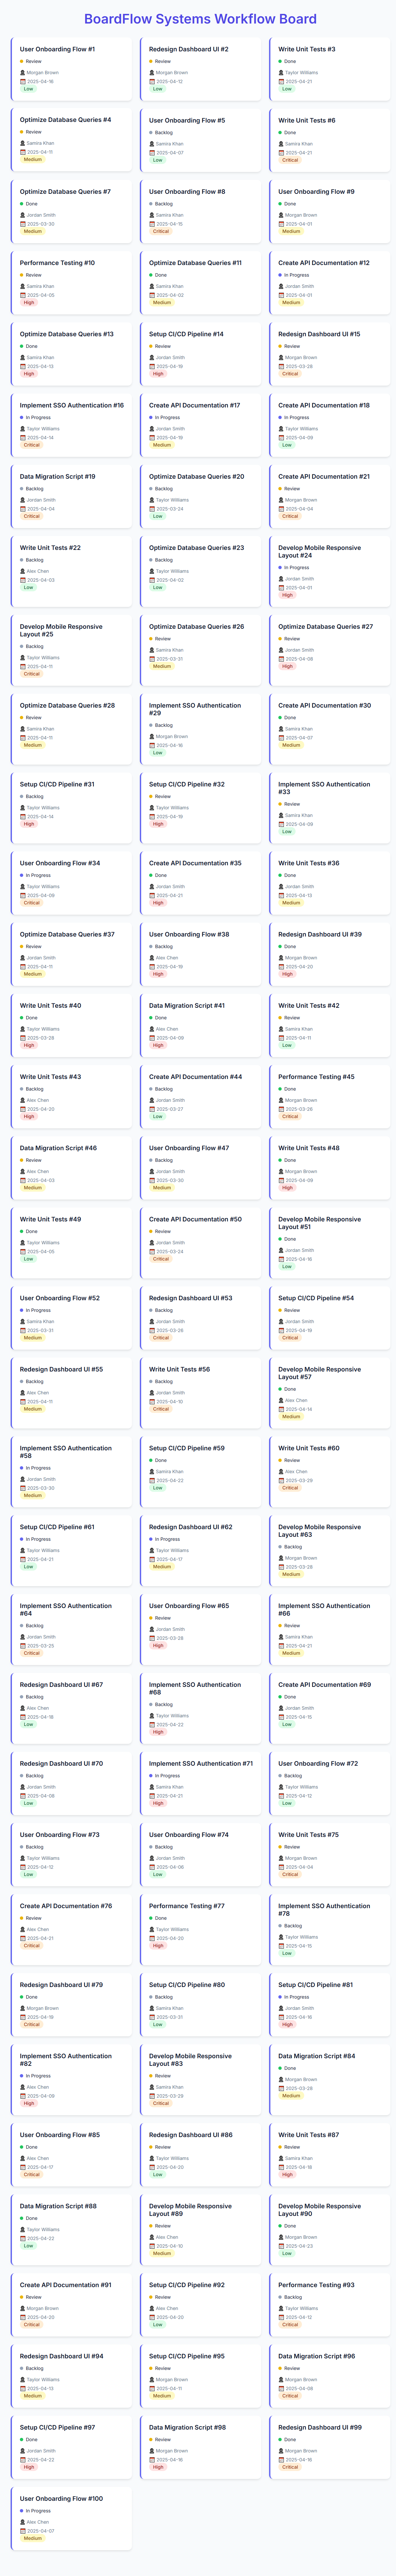 BoardFlow Systems Workflow Board
User Onboarding Flow #1
Review
Morgan Brown
2025-04-16
Low
Redesign Dashboard UI #2
Review
Morgan Brown
2025-04-12
Low
Write Unit Tests #3
Done
Taylor Williams
2025-04-21
Low
Optimize Database Queries #4
Review
Samira Khan
2025-04-11
Medium
User Onboarding Flow #5
Backlog
Samira Khan
2025-04-07
Low
Write Unit Tests #6
Done
Samira Khan
2025-04-21
Critical
Optimize Database Queries #7
Done
Jordan Smith
2025-03-30
Medium
User Onboarding Flow #8
Backlog
Samira Khan
2025-04-15
Critical
User Onboarding Flow #9
Done
Morgan Brown
2025-04-01
Medium
Performance Testing #10
Review
Samira Khan
2025-04-05
High
Optimize Database Queries #11
Done
Samira Khan
2025-04-02
Medium
Create API Documentation #12
In Progress
Jordan Smith
2025-04-01
Medium
Optimize Database Queries #13
Done
Samira Khan
2025-04-13
High
Setup CI/CD Pipeline #14
Review
Jordan Smith
2025-04-19
High
Redesign Dashboard UI #15
Review
Morgan Brown
2025-03-28
Critical
Implement SSO Authentication #16
In Progress
Taylor Williams
2025-04-14
Critical
Create API Documentation #17
In Progress
Jordan Smith
2025-04-19
Medium
Create API Documentation #18
In Progress
Taylor Williams
2025-04-09
Low
Data Migration Script #19
Backlog
Jordan Smith
2025-04-04
Critical
Optimize Database Queries #20
Backlog
Taylor Williams
2025-03-24
Low
Create API Documentation #21
Review
Morgan Brown
2025-04-04
Critical
Write Unit Tests #22
Backlog
Alex Chen
2025-04-03
Low
Optimize Database Queries #23
Backlog
Taylor Williams
2025-04-02
Low
Develop Mobile Responsive
Layout #24
In Progress
Jordan Smith
2025-04-01
High
Develop Mobile Responsive
Layout #25
Backlog
Taylor Williams
2025-04-11
Critical
Optimize Database Queries #26
Review
Samira Khan
2025-03-31
Medium
Optimize Database Queries #27
Review
Jordan Smith
2025-04-08
High
Optimize Database Queries #28
Review
Samira Khan
2025-04-11
Medium
Implement SSO Authentication
#29
Backlog
Morgan Brown
2025-04-16
Low
Create API Documentation #30
Done
Samira Khan
2025-04-07
Medium
Setup CI/CD Pipeline #31
Backlog
Taylor Williams
2025-04-14
High
Setup CI/CD Pipeline #32
Review
Taylor Williams
2025-04-19
High
Implement SSO Authentication
#33
Review
Samira Khan
2025-04-09
Low
User Onboarding Flow #34
In Progress
Taylor Williams
2025-04-09
Critical
Create API Documentation #35
Done
Jordan Smith
2025-04-21
High
Write Unit Tests #36
Done
Jordan Smith
2025-04-13
Medium
Optimize Database Queries #37
Review
Jordan Smith
2025-04-11
Medium
User Onboarding Flow #38
Backlog
Alex Chen
2025-04-19
High
Redesign Dashboard UI #39
Done
Morgan Brown
2025-04-20
High
Write Unit Tests #40
Done
Taylor Williams
2025-03-28
High
Data Migration Script #41
Done
Alex Chen
2025-04-09
High
Write Unit Tests #42
Review
Samira Khan
2025-04-11
Low
Write Unit Tests #43
Backlog
Alex Chen
2025-04-20
High
Create API Documentation #44
Backlog
Jordan Smith
2025-03-27
Low
Performance Testing #45
Done
Morgan Brown
2025-03-26
Critical
Data Migration Script #46
Review
Alex Chen
2025-04-03
Medium
User Onboarding Flow #47
Backlog
Jordan Smith
2025-03-30
Medium
Write Unit Tests #48
Done
Morgan Brown
2025-04-09
High
Write Unit Tests #49
Done
Taylor Williams
2025-04-05
Low
Create API Documentation #50
Review
Jordan Smith
2025-03-24
Critical
Develop Mobile Responsive
Layout #51
Done
Jordan Smith
2025-04-16
Low
User Onboarding Flow #52
In Progress
Samira Khan
2025-03-31
Medium
Redesign Dashboard UI #53
Backlog
Jordan Smith
2025-03-26
Critical
Setup CI/CD Pipeline #54
Review
Jordan Smith
2025-04-19
Critical
Redesign Dashboard UI #55
Backlog
Alex Chen
2025-04-11
Medium
Write Unit Tests #56
Backlog
Jordan Smith
2025-04-10
Critical
Develop Mobile Responsive
Layout #57
Done
Alex Chen
2025-04-14
Medium
Implement SSO Authentication
#58
In Progress
Jordan Smith
2025-03-30
Medium
Setup CI/CD Pipeline #59
Done
Samira Khan
2025-04-22
Low
Write Unit Tests #60
Review
Alex Chen
2025-03-29
Critical
Setup CI/CD Pipeline #61
In Progress
Taylor Williams
2025-04-21
Low
Redesign Dashboard UI #62
In Progress
Taylor Williams
2025-04-17
Medium
Develop Mobile Responsive
Layout #63
Backlog
Morgan Brown
2025-03-28
Medium
Implement SSO Authentication
#64
Backlog
Jordan Smith
2025-03-25
Critical
User Onboarding Flow #65
Review
Jordan Smith
2025-03-28
High
Implement SSO Authentication
#66
Review
Samira Khan
2025-04-21
Medium
Redesign Dashboard UI #67
Backlog
Alex Chen
2025-04-18
Low
Implement SSO Authentication
#68
Backlog
Taylor Williams
2025-04-22
High
Create API Documentation #69
Done
Jordan Smith
2025-04-15
Low
Redesign Dashboard UI #70
Backlog
Jordan Smith
2025-04-08
Low
Implement SSO Authentication #71
In Progress
Samira Khan
2025-04-21
High
User Onboarding Flow #72
Backlog
Taylor Williams
2025-04-12
Low
User Onboarding Flow #73
Backlog
Taylor Williams
2025-04-12
Low
User Onboarding Flow #74
Backlog
Jordan Smith
2025-04-06
Low
Write Unit Tests #75
Review
Morgan Brown
2025-04-04
Critical
Create API Documentation #76
Review
Alex Chen
2025-04-21
Critical
Performance Testing #77
Done
Taylor Williams
2025-04-20
High
Implement SSO Authentication
#78
Backlog
Taylor Williams
2025-04-15
Low
Redesign Dashboard UI #79
Done
Morgan Brown
2025-04-18
Critical
Setup CI/CD Pipeline #80
Backlog
Samira Khan
2025-03-31
Low
Setup CI/CD Pipeline #81
In Progress
Jordan Smith
2025-04-16
High
Implement SSO Authentication
#82
In Progress
Alex Chen
2025-04-09
High
Develop Mobile Responsive
Layout #83
Review
Samira Khan
2025-03-29
Critical
Data Migration Script #84
Done
Morgan Brown
2025-03-28
Medium
User Onboarding Flow #85
Done
Alex Chen
2025-04-17
Critical
Redesign Dashboard UI #86
Review
Taylor Williams
2025-04-20
Low
Write Unit Tests #87
Review
Samira Khan
2025-04-18
High
Data Migration Script #88
Done
Taylor Williams
2025-04-22
Low
Develop Mobile Responsive
Layout #89
Review
Alex Chen
2025-04-10
Medium
Develop Mobile Responsive
Layout #90
Done
Morgan Brown
2025-04-23
Low
Create API Documentation #91
Review
Morgan Brown
2025-04-20
Critical
Setup CI/CD Pipeline #92
Review
Alex Chen
2025-04-20
Low
Performance Testing #93
Backlog
Taylor Williams
2025-04-12
Critical
Redesign Dashboard UI #94
Backlog
Taylor Williams
2025-04-13
Medium
Setup CI/CD Pipeline #95
Review
Morgan Brown
2025-04-11
Medium
Data Migration Script #96
Review
Morgan Brown
2025-04-08
Critical
Setup CI/CD Pipeline #97
Done
Jordan Smith
2025-04-22
High
Data Migration Script #98
Review
Morgan Brown
2025-04-16
High
Redesign Dashboard UI #99
Done
Morgan Brown
2025-04-16
Critical
User Onboarding Flow #100
In Progress
Alex Chen
2025-04-07
Medium